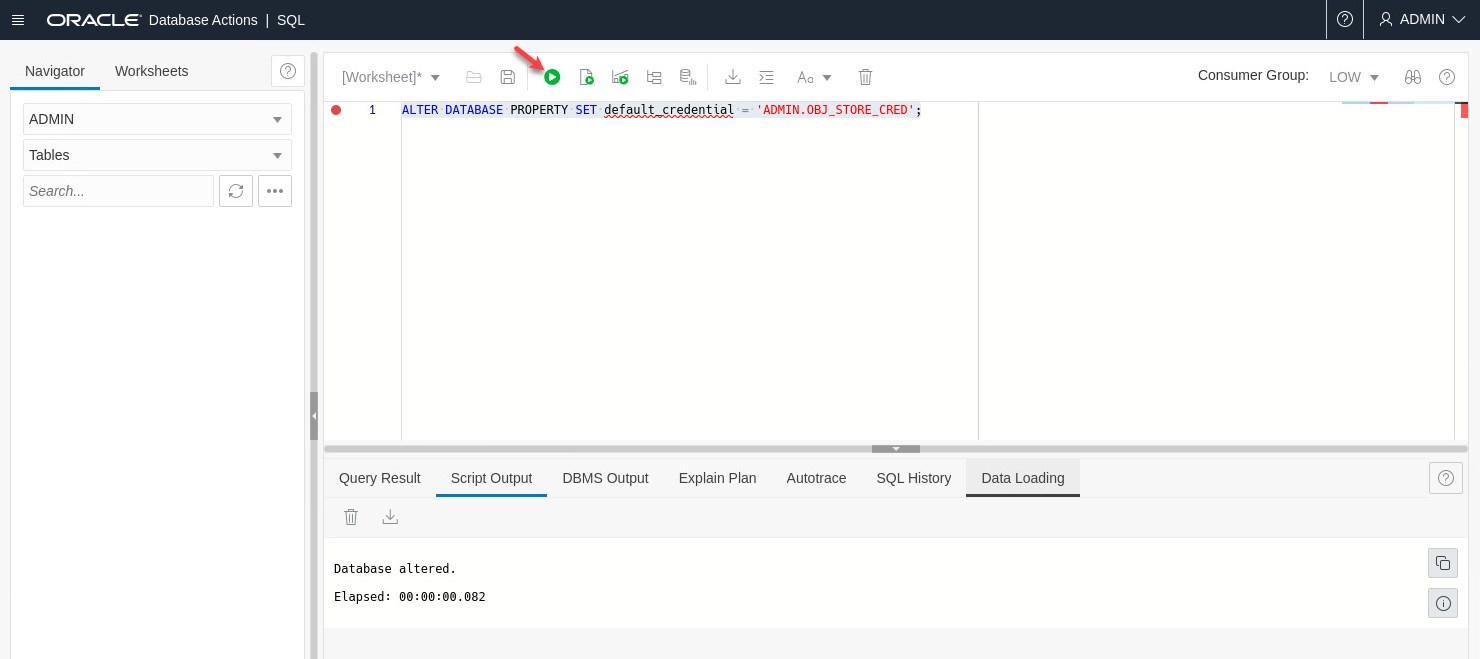 ORACLE Database Actions | SQL
ADMIN
Navigator
Worksheets
ADMIN
Tables
Search...
[Worksheet]*
Aa
Consumer Group:
LOW
1 ALTER DATABASE PROPERTY SET default_credential = 'ADMIN.OBJ_STORE_CRED';
Query Result
Script Output
DBMS Output
Explain Plan
Autotrace
SQL History
Data Loading
Database altered.
Elapsed: 00:00:00.082